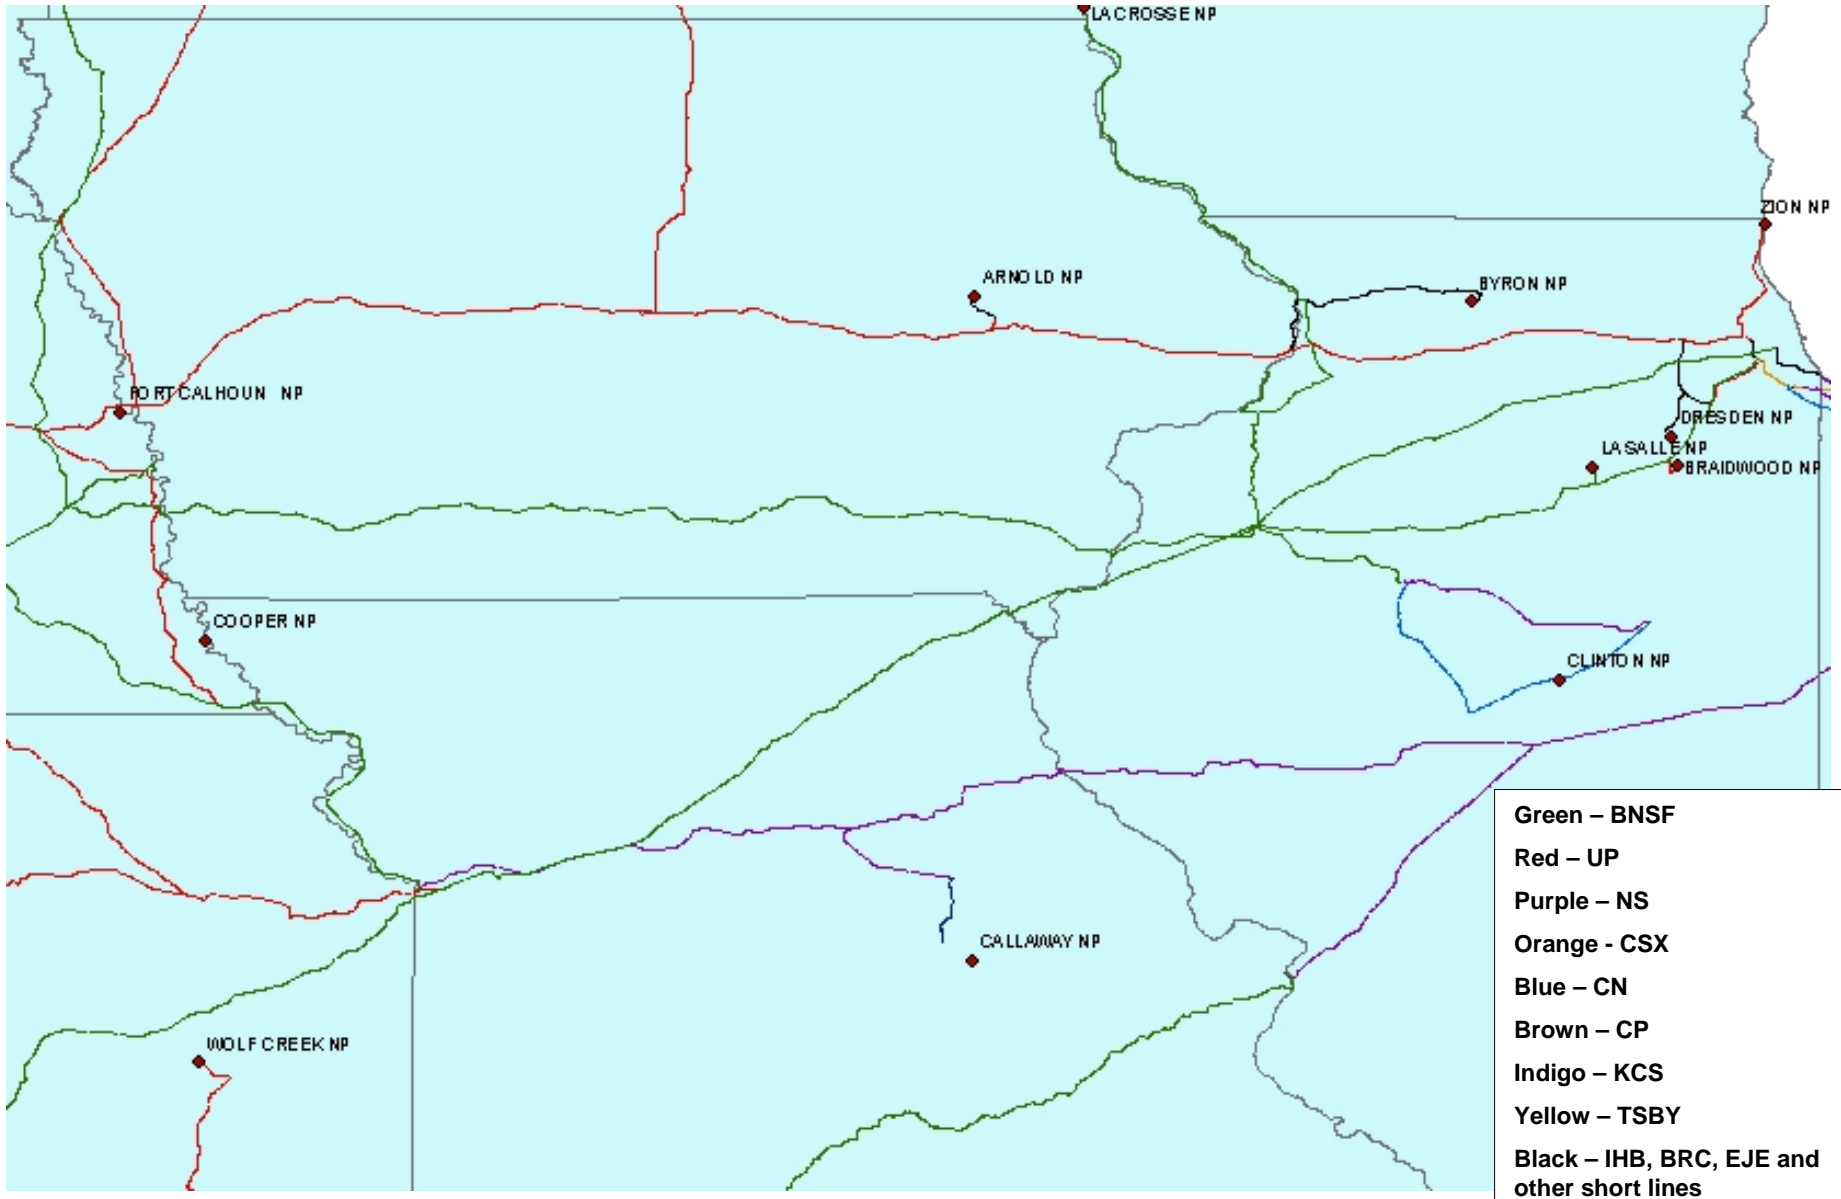 LA CROSSE NP
ZION NP
ARNOLD NP
BYRON NP
FORT CALHOUN NP
DRESDEN NP
LASALLE NP
BRAIDWOOD NP
COOPER NP
CLINTON NP
CALLAWAY NP
WOLF CREEK NP
Green – BNSF
Red – UP
Purple – NS
Orange - CSX
Blue – CN
Brown – CP
Indigo – KCS
Yellow – TSBY
Black – IHB, BRC, EJE and
other short lines